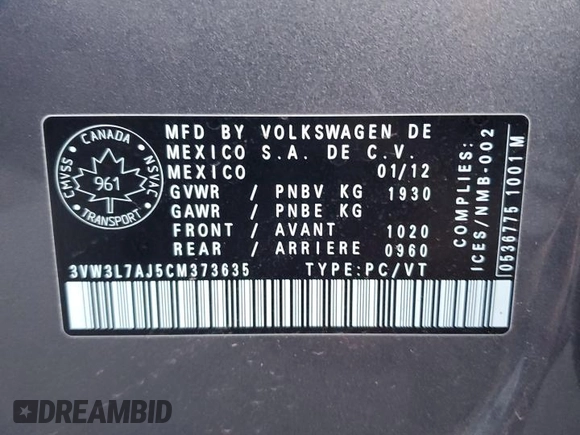 CANADA
CMVSS
NSVAC
961
TRANSPORT
MFD BY VOLKSWAGEN DE
MEXICO S.A. DE C.V.
MEXICO 01/12
GVWR / PNBV KG 1930
GAWR / PNBE KG
FRONT / AVANT 1020
REAR / ARRIERE 0960
3VW3L7AJ5CM373635 TYPE:PC/VT
COMPLIES:
ICES/NMB-002
10536775 1001 M
DREAMBID